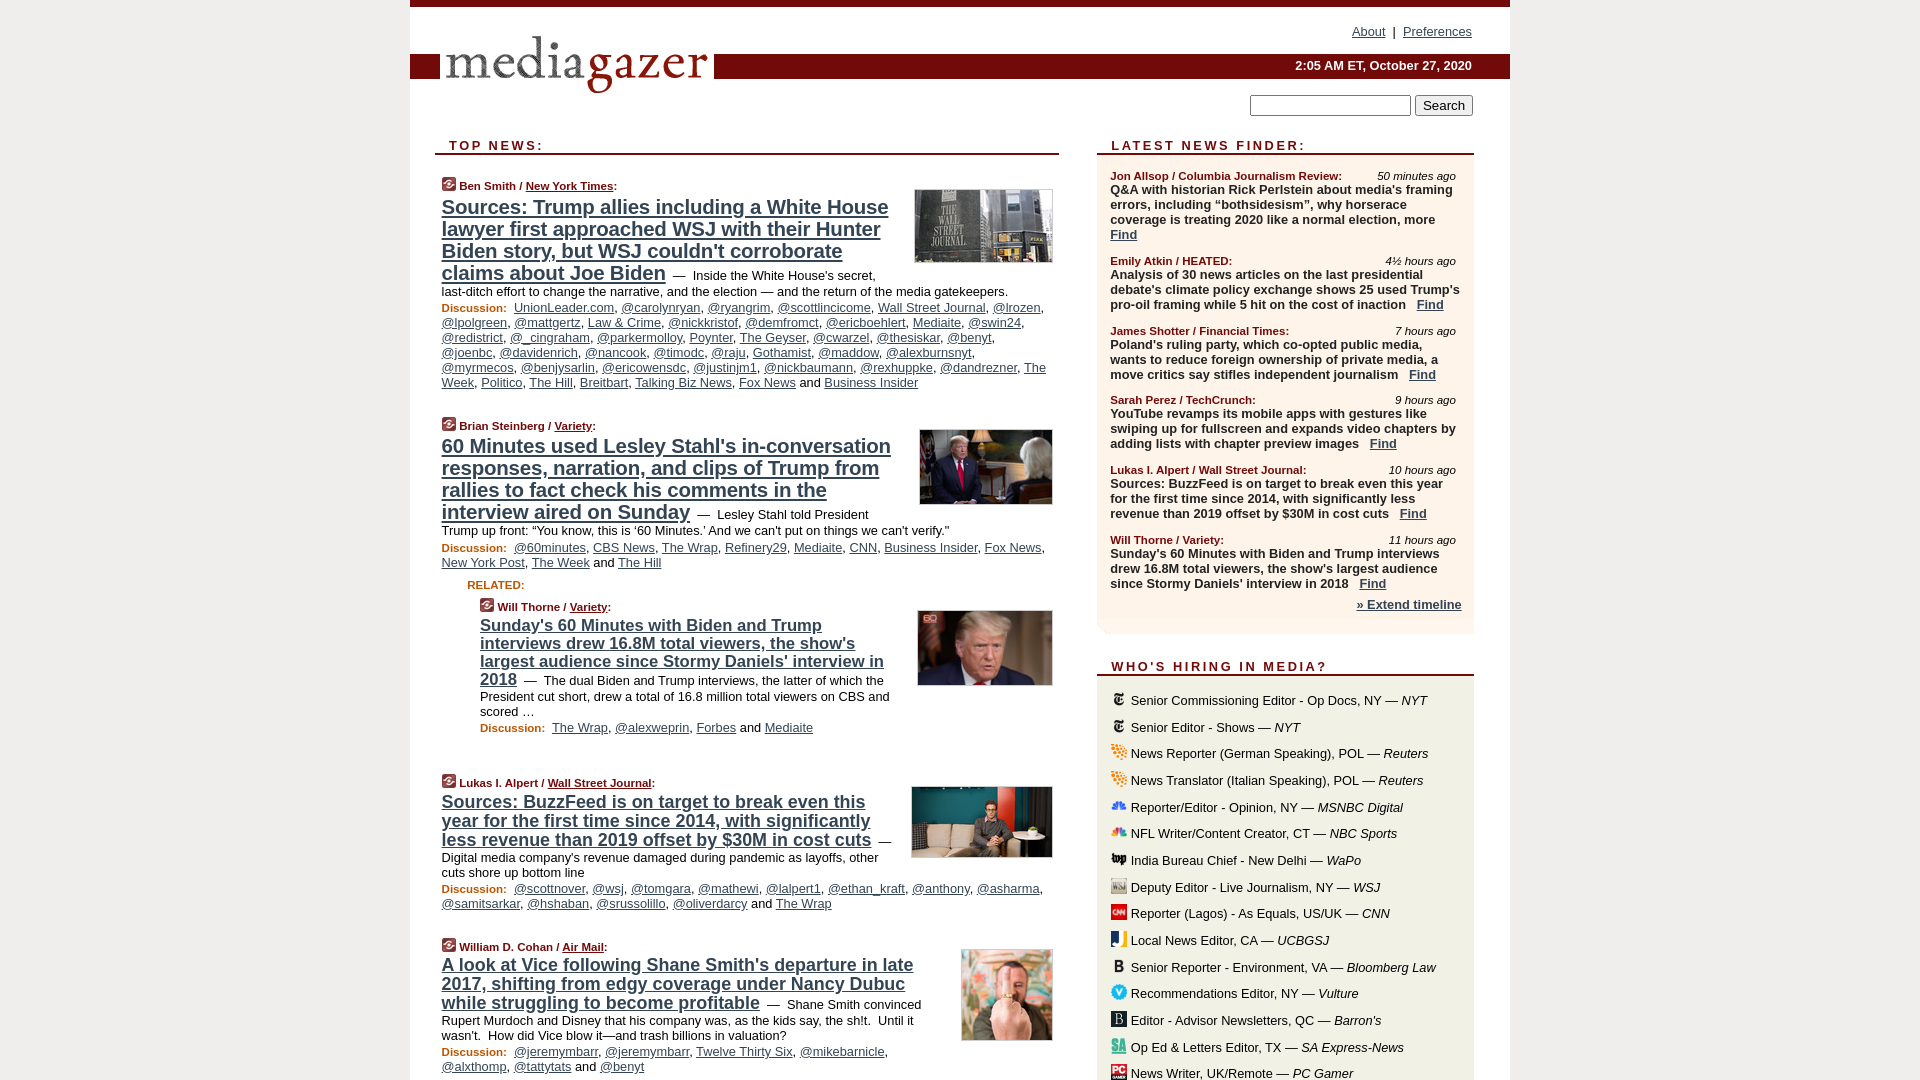 About | Preferences
mediagazer
2:05 AM ET, October 27, 2020
Search
TOP NEWS:
Ben Smith / New York Times:
Sources: Trump allies including a White House
lawyer first approached WSJ with their Hunter
Biden story, but WSJ couldn't corroborate
claims about Joe Biden — Inside the White House's secret,
last-ditch effort to change the narrative, and the election — and the return of the media gatekeepers.
Discussion: UnionLeader.com, @carolynryan, @ryangrim, @scottlincicome, Wall Street Journal, @lrozen,
@lpolgreen, @mattgertz, Law & Crime, @nickkristof, @demfromct, @ericboehlert, Mediaite, @swin24,
@redistrict, @_cingraham, @parkermolloy, Poynter, The Geyser, @cwarzel, @thesiskar, @benyt,
@joenbc, @davidenrich, @nancook, @timodc, @raju, Gothamist, @maddow, @alexburnsnyt,
@myrmecos, @benjysarlin, @ericowensdc, @justinjm1, @nickbaumann, @rexhuppke, @dandrezner, The
Week, Politico, The Hill, Breitbart, Talking Biz News, Fox News and Business Insider
THE
WALL
STREET
JOURNAL
Brian Steinberg / Variety:
60 Minutes used Lesley Stahl's in-conversation
responses, narration, and clips of Trump from
rallies to fact check his comments in the
interview aired on Sunday — Lesley Stahl told President
Trump up front: “You know, this is ‘60 Minutes.’ And we can't put on things we can't verify."
Discussion: @60minutes, CBS News, The Wrap, Refinery29, Mediaite, CNN, Business Insider, Fox News,
New York Post, The Week and The Hill
RELATED:
Will Thorne / Variety:
Sunday's 60 Minutes with Biden and Trump
interviews drew 16.8M total viewers, the show's
largest audience since Stormy Daniels' interview in
2018 — The dual Biden and Trump interviews, the latter of which the
President cut short, drew a total of 16.8 million total viewers on CBS and
scored …
Discussion: The Wrap, @alexweprin, Forbes and Mediaite
60
Lukas I. Alpert / Wall Street Journal:
Sources: BuzzFeed is on target to break even this
year for the first time since 2014, with significantly
less revenue than 2019 offset by $30M in cost cuts —
Digital media company's revenue damaged during pandemic as layoffs, other
cuts shore up bottom line
Discussion: @scottnover, @wsj, @tomgara, @mathewi, @lalpert1, @ethan_kraft, @anthony, @asharma,
@samitsarkar, @hshaban, @srussolillo, @oliverdarcy and The Wrap
William D. Cohan / Air Mail:
A look at Vice following Shane Smith's departure in late
2017, shifting from edgy coverage under Nancy Dubuc
while struggling to become profitable — Shane Smith convinced
Rupert Murdoch and Disney that his company was, as the kids say, the sh!t. Until it
wasn't. How did Vice blow it—and trash billions in valuation?
Discussion: @jeremymbarr, @jeremymbarr, Twelve Thirty Six, @mikebarnicle,
@alxthomp, @tattytats and @benyt
LATEST NEWS FINDER:
Jon Allsop / Columbia Journalism Review: 50 minutes ago
Q&A with historian Rick Perlstein about media's framing
errors, including “bothsidesism”, why horserace
coverage is treating 2020 like a normal election, more
Find
Emily Atkin / HEATED: 4½ hours ago
Analysis of 30 news articles on the last presidential
debate's climate policy exchange shows 25 used Trump's
pro-oil framing while 5 hit on the cost of inaction Find
James Shotter / Financial Times: 7 hours ago
Poland's ruling party, which co-opted public media,
wants to reduce foreign ownership of private media, a
move critics say stifles independent journalism Find
Sarah Perez / TechCrunch: 9 hours ago
YouTube revamps its mobile apps with gestures like
swiping up for fullscreen and expands video chapters by
adding lists with chapter preview images Find
Lukas I. Alpert / Wall Street Journal: 10 hours ago
Sources: BuzzFeed is on target to break even this year
for the first time since 2014, with significantly less
revenue than 2019 offset by $30M in cost cuts Find
Will Thorne / Variety: 11 hours ago
Sunday's 60 Minutes with Biden and Trump interviews
drew 16.8M total viewers, the show's largest audience
since Stormy Daniels' interview in 2018 Find
» Extend timeline
WHO'S HIRING IN MEDIA?
Senior Commissioning Editor - Op Docs, NY — NYT
Senior Editor - Shows — NYT
News Reporter (German Speaking), POL — Reuters
News Translator (Italian Speaking), POL — Reuters
Reporter/Editor - Opinion, NY — MSNBC Digital
NFL Writer/Content Creator, CT — NBC Sports
wp India Bureau Chief - New Delhi — WaPo
WSJ Deputy Editor - Live Journalism, NY — WSJ
CNN Reporter (Lagos) - As Equals, US/UK — CNN
Local News Editor, CA — UCBGSJ
B Senior Reporter - Environment, VA — Bloomberg Law
Recommendations Editor, NY — Vulture
B Editor - Advisor Newsletters, QC — Barron's
SA Op Ed & Letters Editor, TX — SA Express-News
PC GAMER News Writer, UK/Remote — PC Gamer